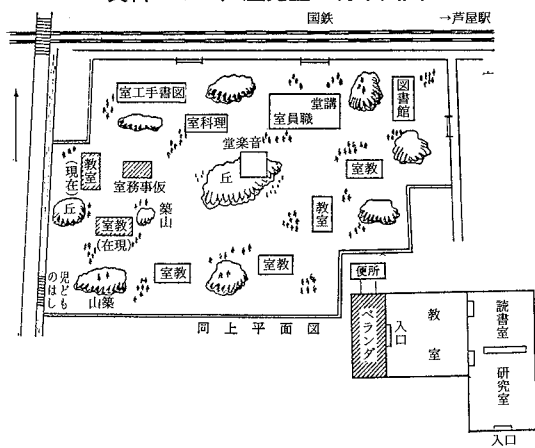 国鉄
→芦屋駅
図書手工室
理科室
講堂
職員室
図書館
音楽堂
丘
教室
(現在)
仮事務室
教室
丘
教室
(現在)
築山
教室
児ども
のはし
築山
教室
教室
便所
同上平面図
ベランダ
入口
教室
読書室
研究室
入口